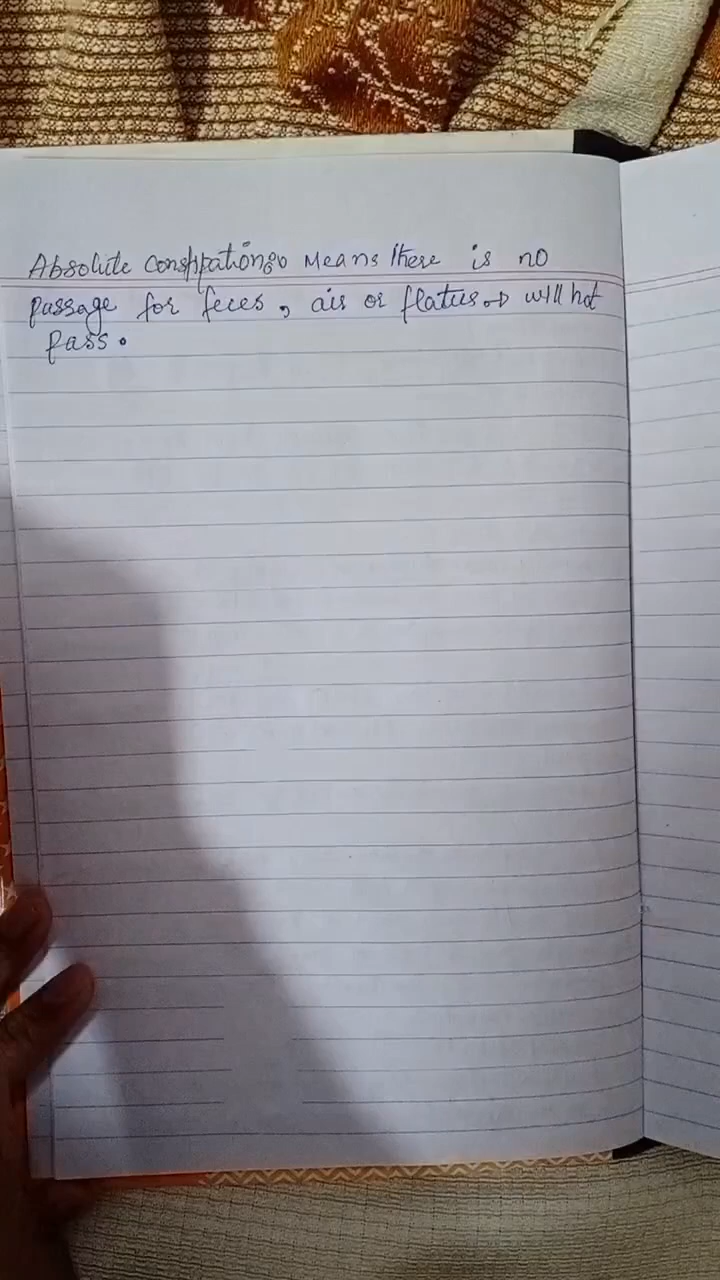 Absolute constipation:- Means there is no
passage for feces, air or flatus → will not
pass.